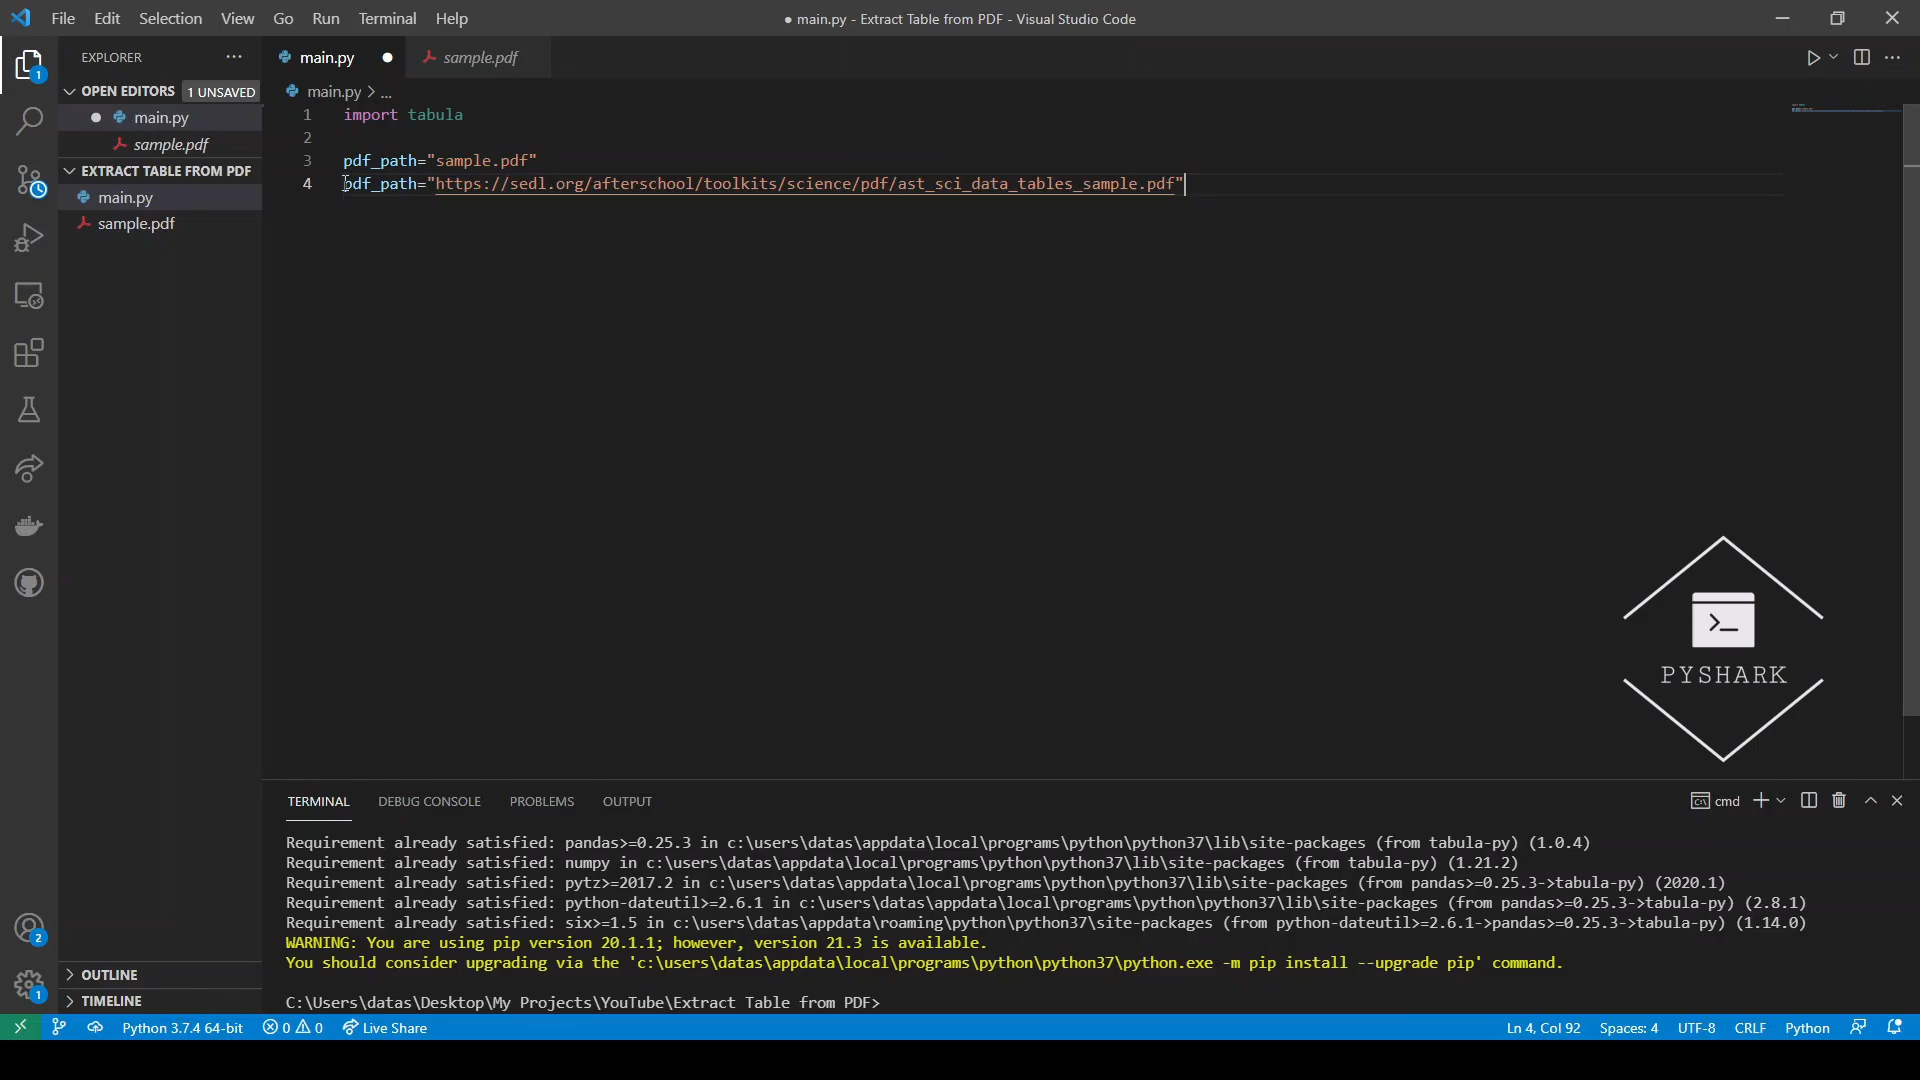 File Edit Selection View Go Run Terminal Help
● main.py - Extract Table from PDF - Visual Studio Code
EXPLORER
OPEN EDITORS 1 UNSAVED
main.py
sample.pdf
EXTRACT TABLE FROM PDF
main.py
sample.pdf
OUTLINE
TIMELINE
1
2
1
main.py
sample.pdf
main.py > ...
1 import tabula
2
3 pdf_path="sample.pdf"
4 pdf_path="https://sedl.org/afterschool/toolkits/science/pdf/ast_sci_data_tables_sample.pdf"
PYSHARK
TERMINAL DEBUG CONSOLE PROBLEMS OUTPUT
cmd
Requirement already satisfied: pandas>=0.25.3 in c:\users\datas\appdata\local\programs\python\python37\lib\site-packages (from tabula-py) (1.0.4)
Requirement already satisfied: numpy in c:\users\datas\appdata\local\programs\python\python37\lib\site-packages (from tabula-py) (1.21.2)
Requirement already satisfied: pytz>=2017.2 in c:\users\datas\appdata\local\programs\python\python37\lib\site-packages (from pandas>=0.25.3->tabula-py) (2020.1)
Requirement already satisfied: python-dateutil>=2.6.1 in c:\users\datas\appdata\local\programs\python\python37\lib\site-packages (from pandas>=0.25.3->tabula-py) (2.8.1)
Requirement already satisfied: six>=1.5 in c:\users\datas\appdata\roaming\python\python37\site-packages (from python-dateutil>=2.6.1->pandas>=0.25.3->tabula-py) (1.14.0)
WARNING: You are using pip version 20.1.1; however, version 21.3 is available.
You should consider upgrading via the 'c:\users\datas\appdata\local\programs\python\python37\python.exe -m pip install --upgrade pip' command.
C:\Users\datas\Desktop\My Projects\YouTube\Extract Table from PDF>
Python 3.7.4 64-bit 0 0 Live Share
Ln 4, Col 92 Spaces: 4 UTF-8 CRLF Python